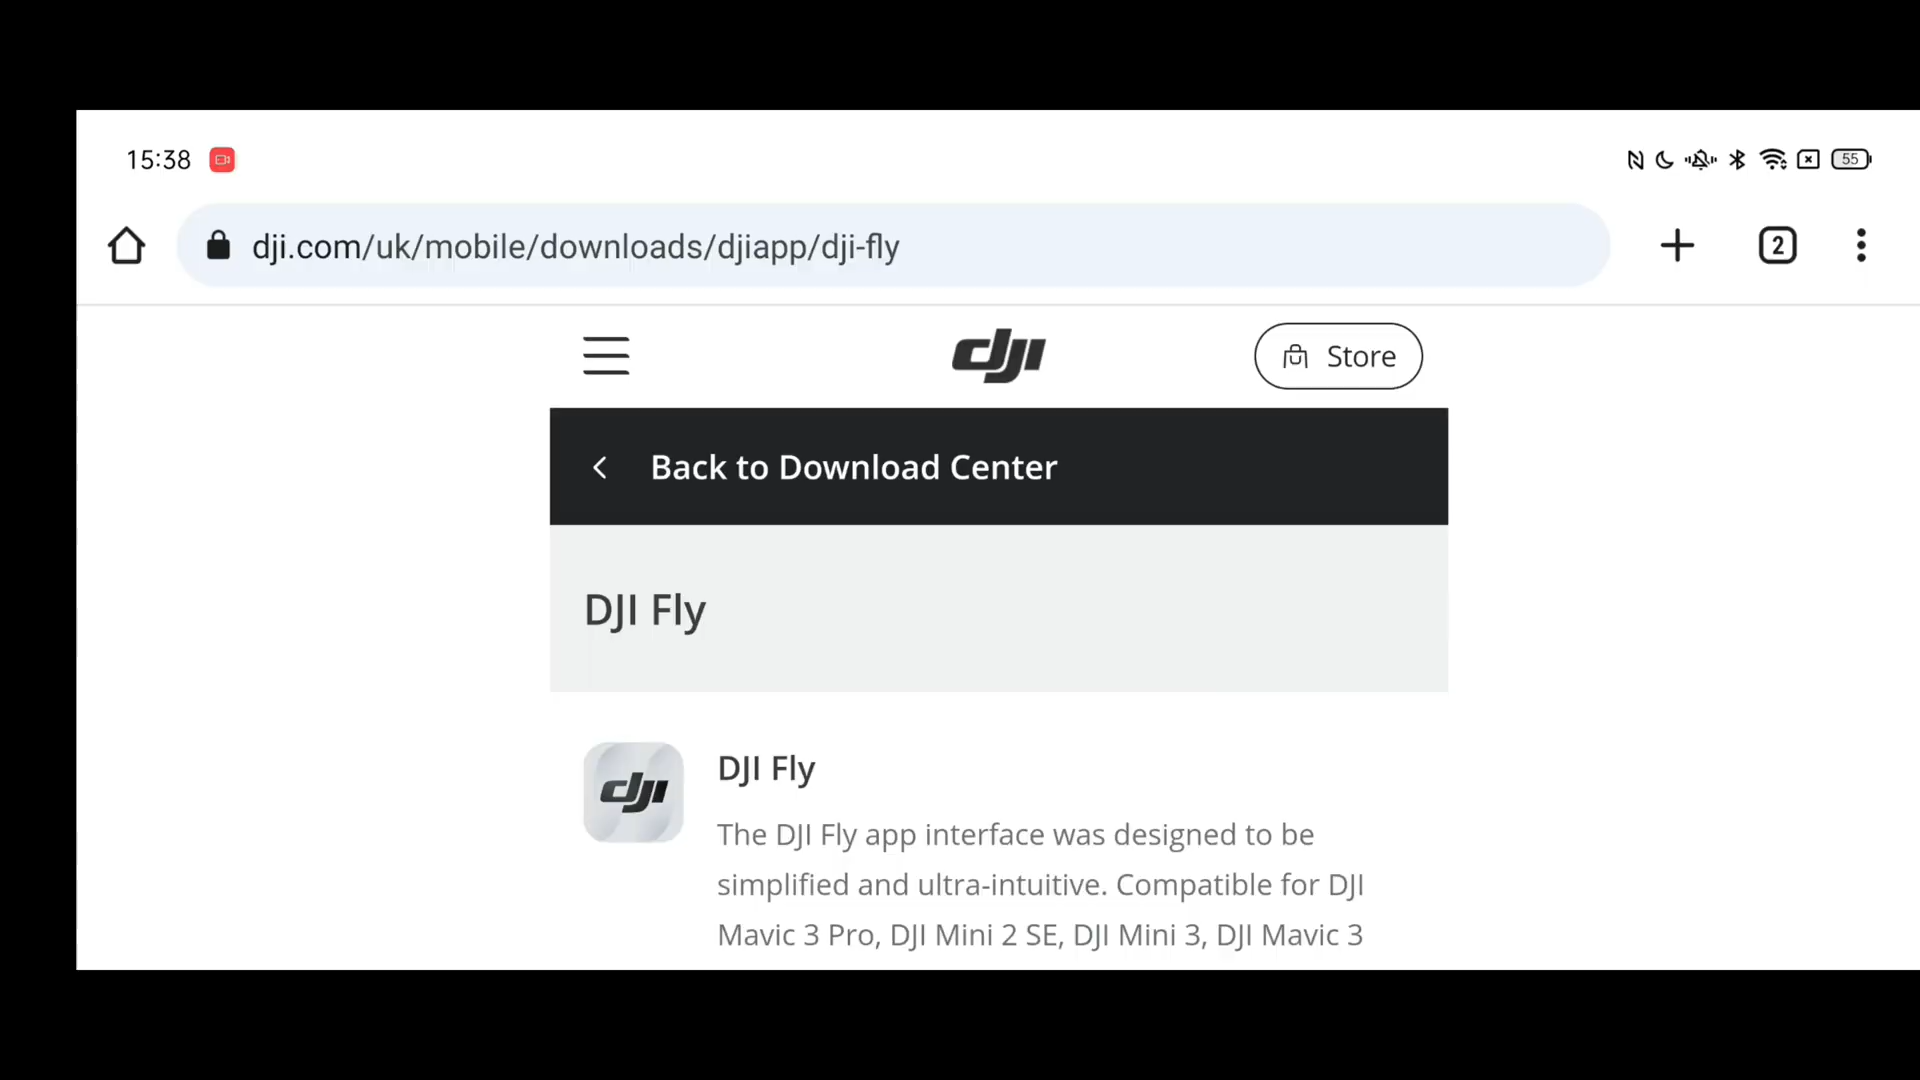 15:38
55
dji.com/uk/mobile/downloads/djiapp/dji-fly
2
dji
Store
Back to Download Center
DJI Fly
dji
DJI Fly
The DJI Fly app interface was designed to be
simplified and ultra-intuitive. Compatible for DJI
Mavic 3 Pro, DJI Mini 2 SE, DJI Mini 3, DJI Mavic 3